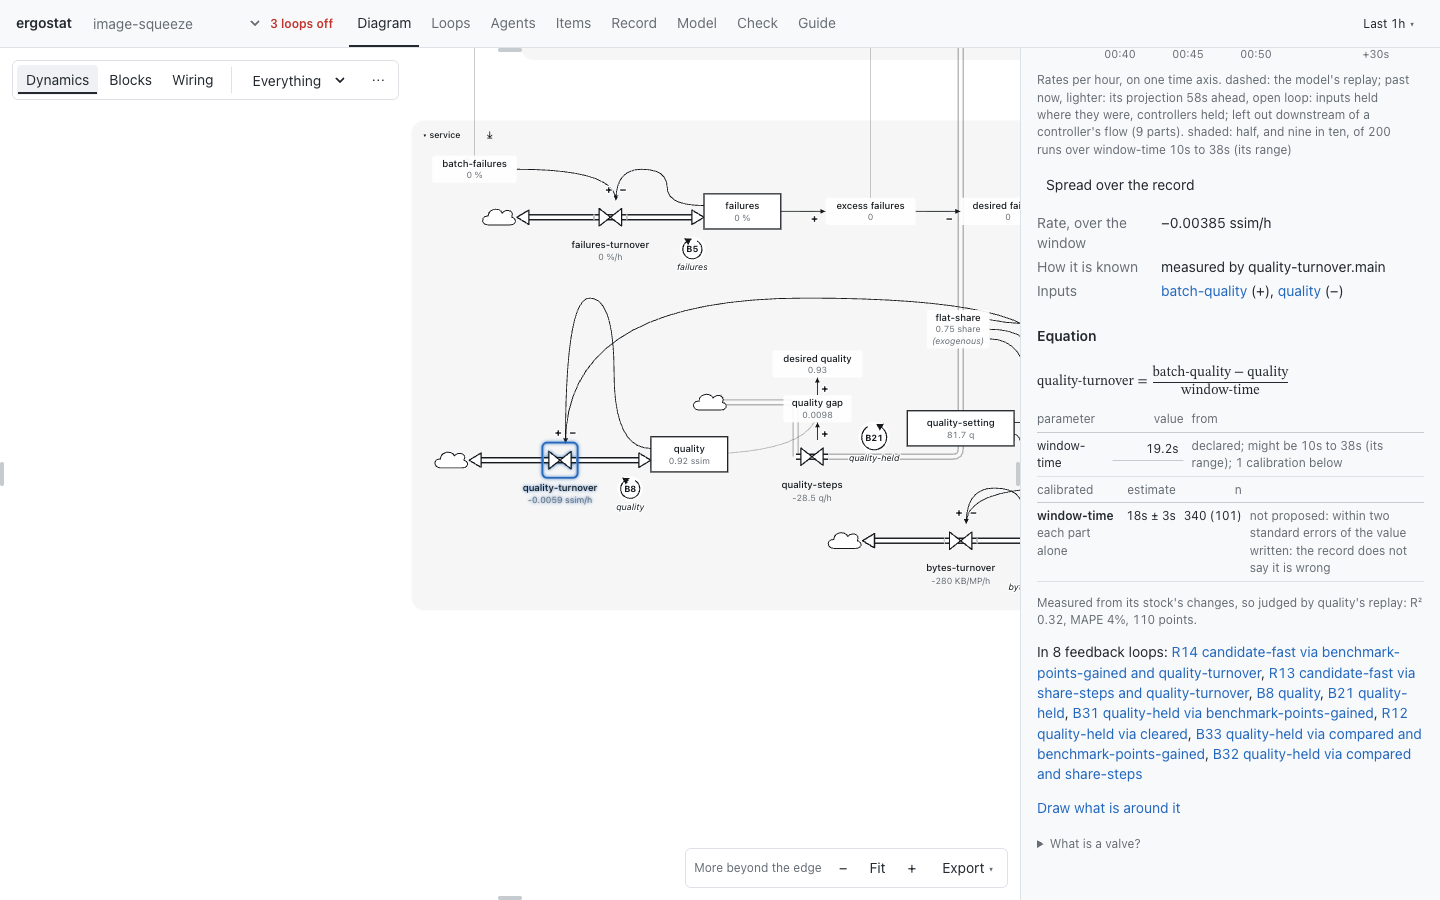 ergostat image-squeeze 3 loops off Diagram Loops Agents Items Record Model Check Guide Last 1h
Dynamics Blocks Wiring Everything ...
service
batch-failures
0 %
+ −
failures
0 %
failures-turnover
0 %/h
B5
failures
+
excess failures
0
−
desired fai
0
flat-share
0.75 share
(exogenous)
desired quality
0.93
+
quality gap
0.0098
+
quality-setting
81.7 q
B21
quality-held
quality-steps
-28.5 q/h
+ −
quality
0.92 ssim
quality-turnover
-0.0059 ssim/h
B8
quality
+ −
bytes-turnover
-280 KB/MP/h
by
More beyond the edge − Fit + Export
00:40 00:45 00:50 +30s
Rates per hour, on one time axis. dashed: the model's replay; past
now, lighter: its projection 58s ahead, open loop: inputs held
where they were, controllers held; left out downstream of a
controller's flow (9 parts). shaded: half, and nine in ten, of 200
runs over window-time 10s to 38s (its range)
Spread over the record
Rate, over the window −0.00385 ssim/h
How it is known measured by quality-turnover.main
Inputs batch-quality (+), quality (−)
Equation
quality-turnover = batch-quality − quality
window-time
parameter value from
window-time 19.2s declared; might be 10s to 38s (its
range); 1 calibration below
calibrated estimate n
window-time 18s ± 3s 340 (101) not proposed: within two
each part standard errors of the value
alone written: the record does not
say it is wrong
Measured from its stock's changes, so judged by quality's replay: R²
0.32, MAPE 4%, 110 points.
In 8 feedback loops: R14 candidate-fast via benchmark-
points-gained and quality-turnover, R13 candidate-fast via
share-steps and quality-turnover, B8 quality, B21 quality-
held, B31 quality-held via benchmark-points-gained, R12
quality-held via cleared, B33 quality-held via compared and
benchmark-points-gained, B32 quality-held via compared
and share-steps
Draw what is around it
What is a valve?